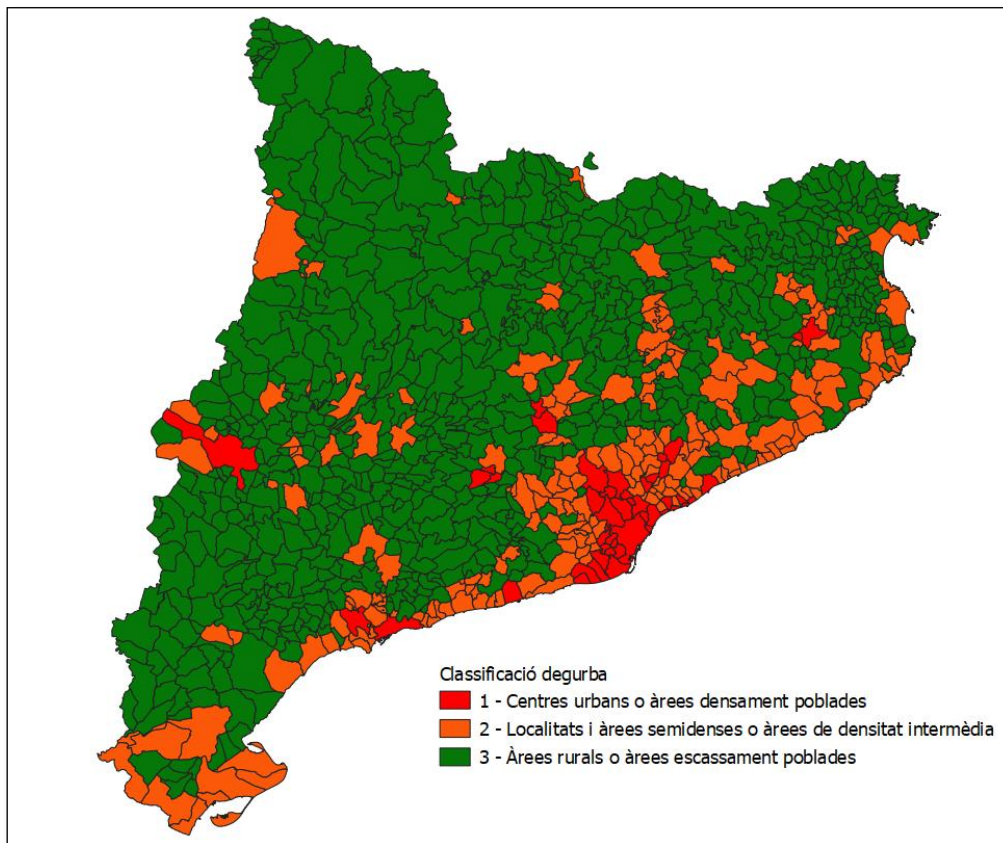 Classificació degurba
1 - Centres urbans o àrees densament poblades
2 - Localitats i àrees semidenses o àrees de densitat intermèdia
3 - Àrees rurals o àrees escassament poblades